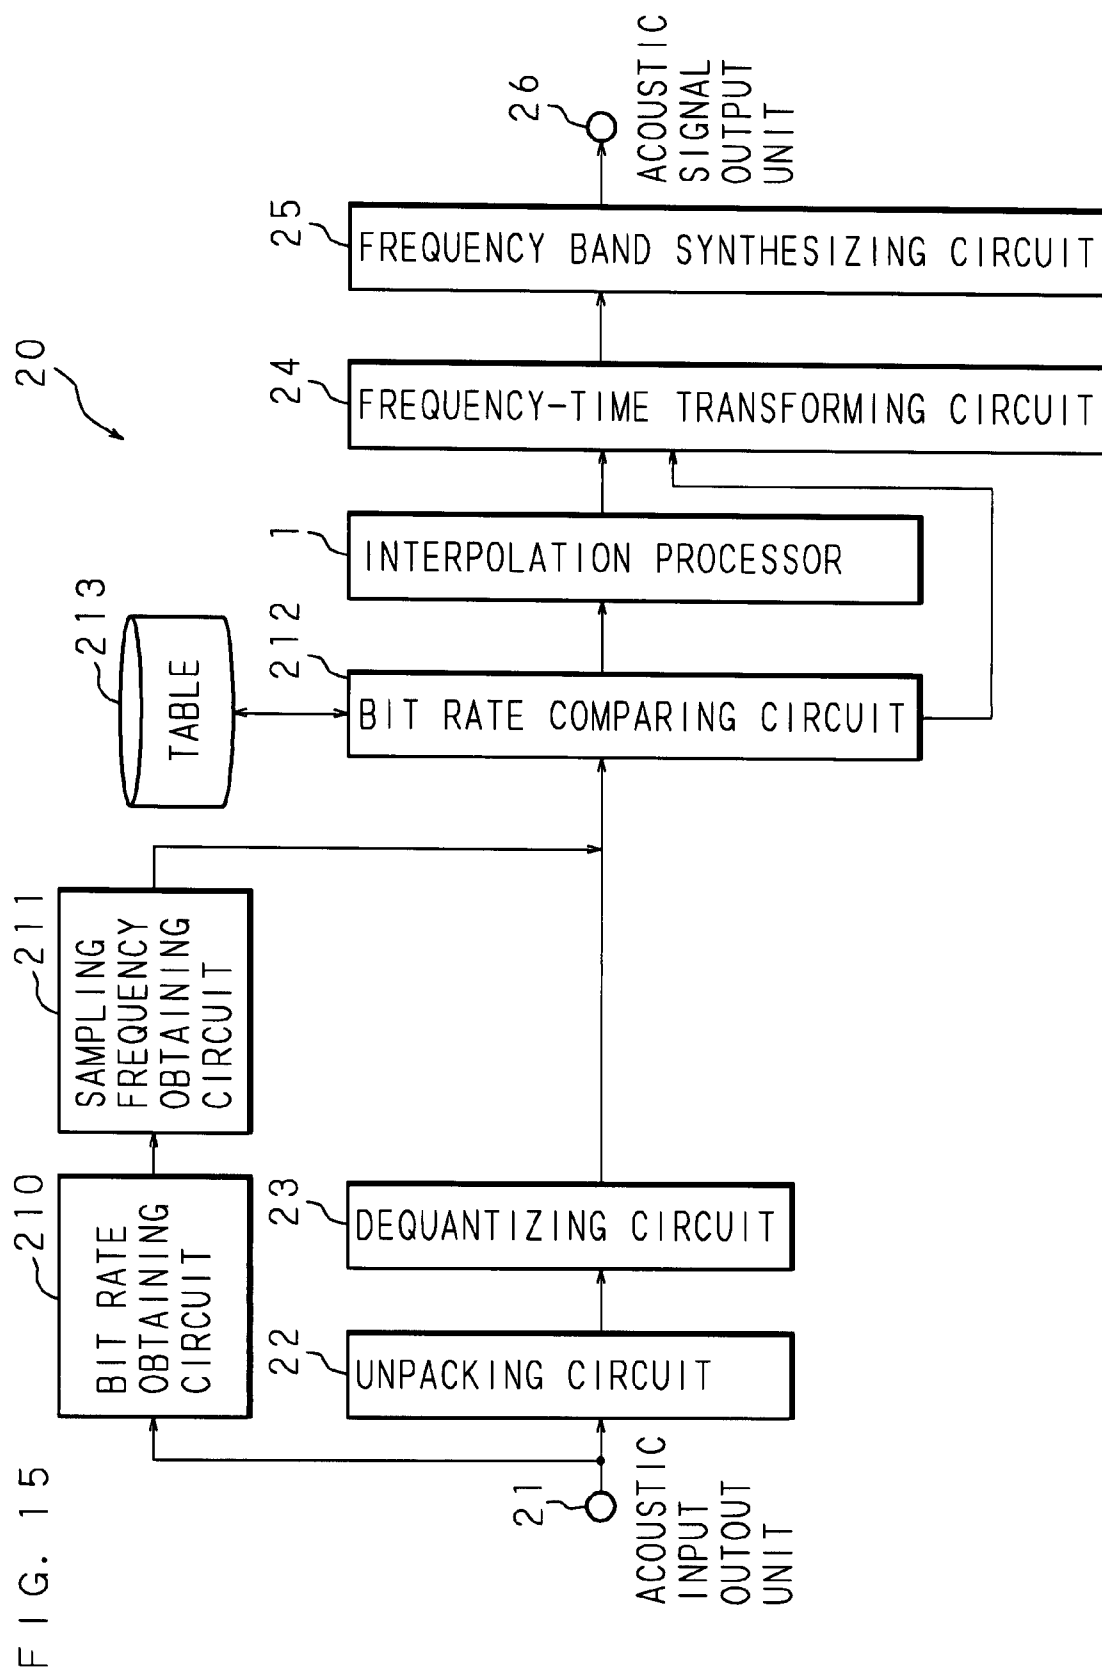 FIG. 15
20
210
BIT RATE
OBTAINING
CIRCUIT
211
SAMPLING
FREQUENCY
OBTAINING
CIRCUIT
213
TABLE
21
ACOUSTIC
INPUT
OUTOUT
UNIT
22
UNPACKING CIRCUIT
23
DEQUANTIZING CIRCUIT
212
BIT RATE COMPARING CIRCUIT
1
INTERPOLATION PROCESSOR
24
FREQUENCY-TIME TRANSFORMING CIRCUIT
25
FREQUENCY BAND SYNTHESIZING CIRCUIT
26
ACOUSTIC
SIGNAL
OUTPUT
UNIT